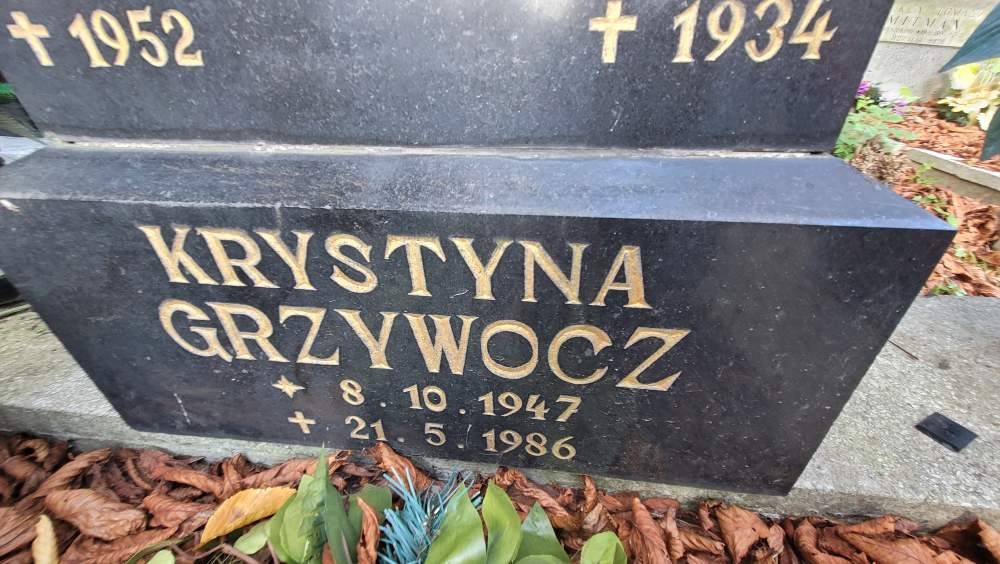 ✝ 1952 ✝ 1934
KRYSTYNA
GRZYWOCZ
✶ 8. 10. 1947
✝ 21. 5. 1986